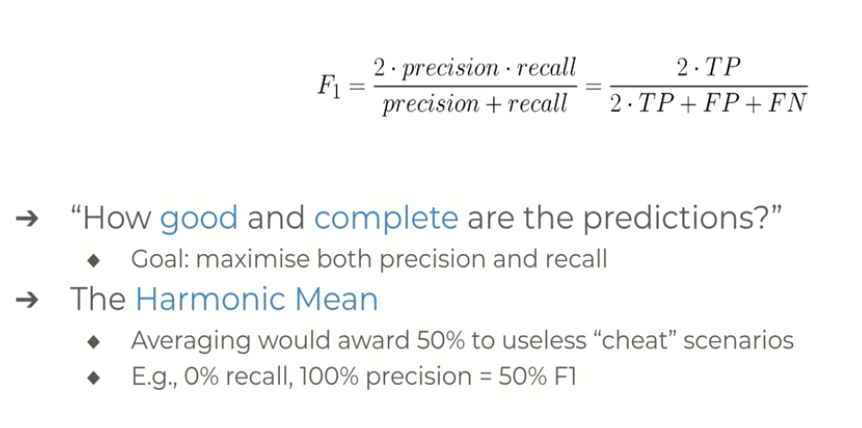 F₁ = 2 · precision · recall / precision + recall = 2 · TP / 2 · TP + FP + FN
➔ “How good and complete are the predictions?”
◆ Goal: maximise both precision and recall
➔ The Harmonic Mean
◆ Averaging would award 50% to useless “cheat” scenarios
◆ E.g., 0% recall, 100% precision = 50% F1